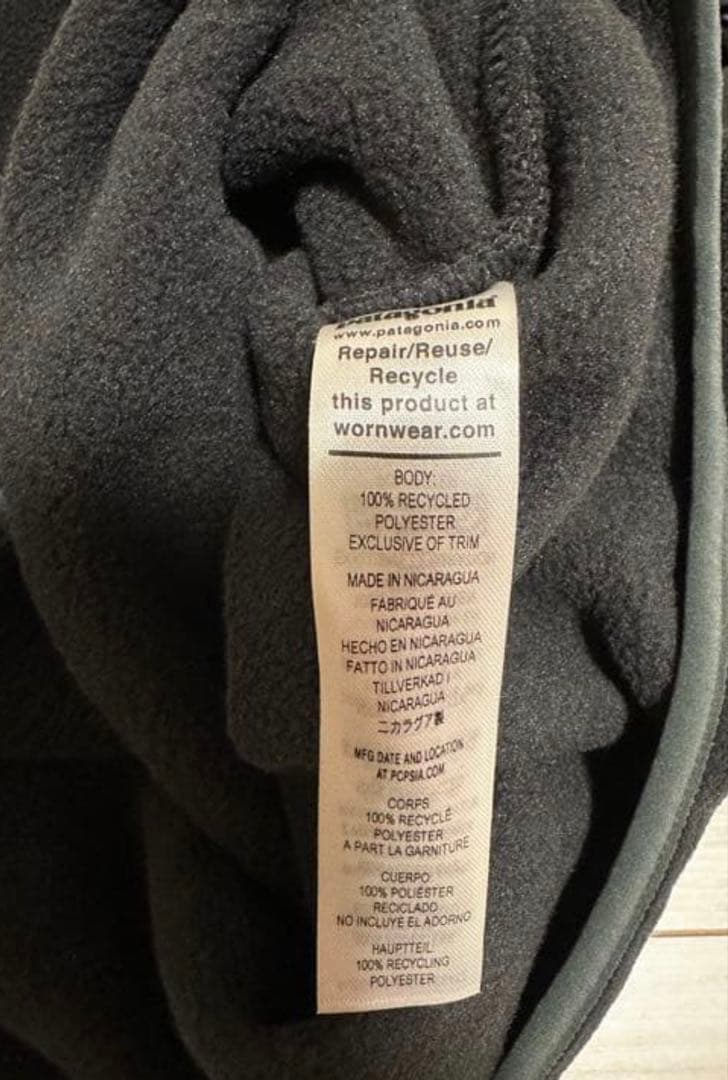 patagonia
www.patagonia.com
Repair/Reuse/
Recycle
this product at
wornwear.com
BODY:
100% RECYCLED
POLYESTER
EXCLUSIVE OF TRIM
MADE IN NICARAGUA
FABRIQUÉ AU
NICARAGUA
HECHO EN NICARAGUA
FATTO IN NICARAGUA
TILLVERKAD I
NICARAGUA
ニカラグア製
MFG DATE AND LOCATION
AT PCPSIA.COM
CORPS
100% RECYCLÉ
POLYESTER
A PART LA GARNITURE
CUERPO:
100% POLIÉSTER
RECICLADO
NO INCLUYE EL ADORNO
HAUPTTEIL:
100% RECYCLING
POLYESTER